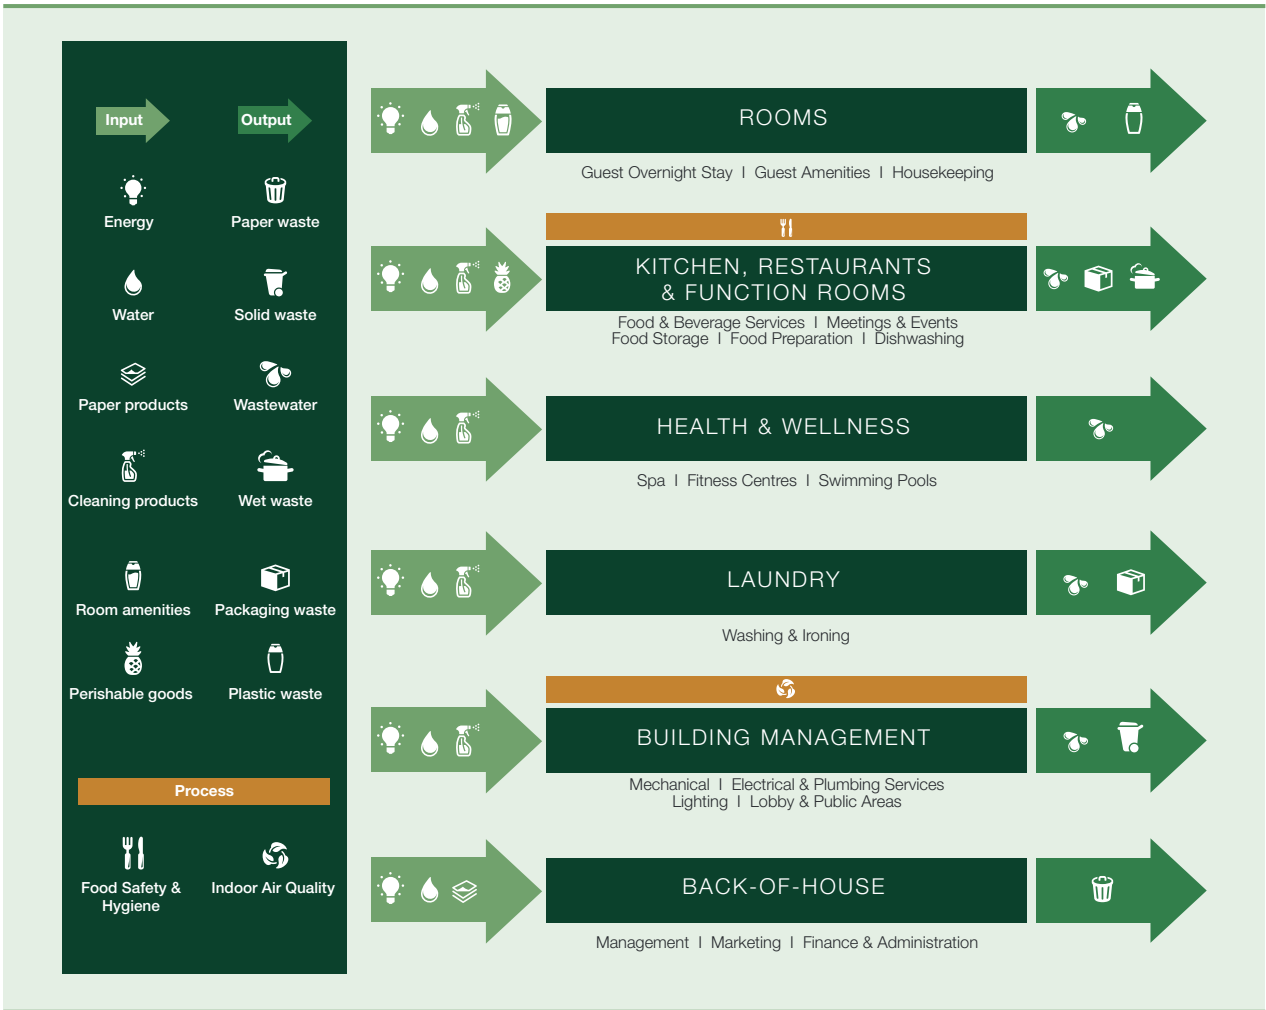 Input
Output
Energy
Paper waste
Water
Solid waste
Paper products
Wastewater
Cleaning products
Wet waste
Room amenities
Packaging waste
Perishable goods
Plastic waste
Process
Food Safety &
Hygiene
Indoor Air Quality
ROOMS
Guest Overnight Stay I Guest Amenities I Housekeeping
KITCHEN, RESTAURANTS
& FUNCTION ROOMS
Food & Beverage Services I Meetings & Events
Food Storage I Food Preparation I Dishwashing
HEALTH & WELLNESS
Spa I Fitness Centres I Swimming Pools
LAUNDRY
Washing & Ironing
BUILDING MANAGEMENT
Mechanical I Electrical & Plumbing Services
Lighting I Lobby & Public Areas
BACK-OF-HOUSE
Management I Marketing I Finance & Administration